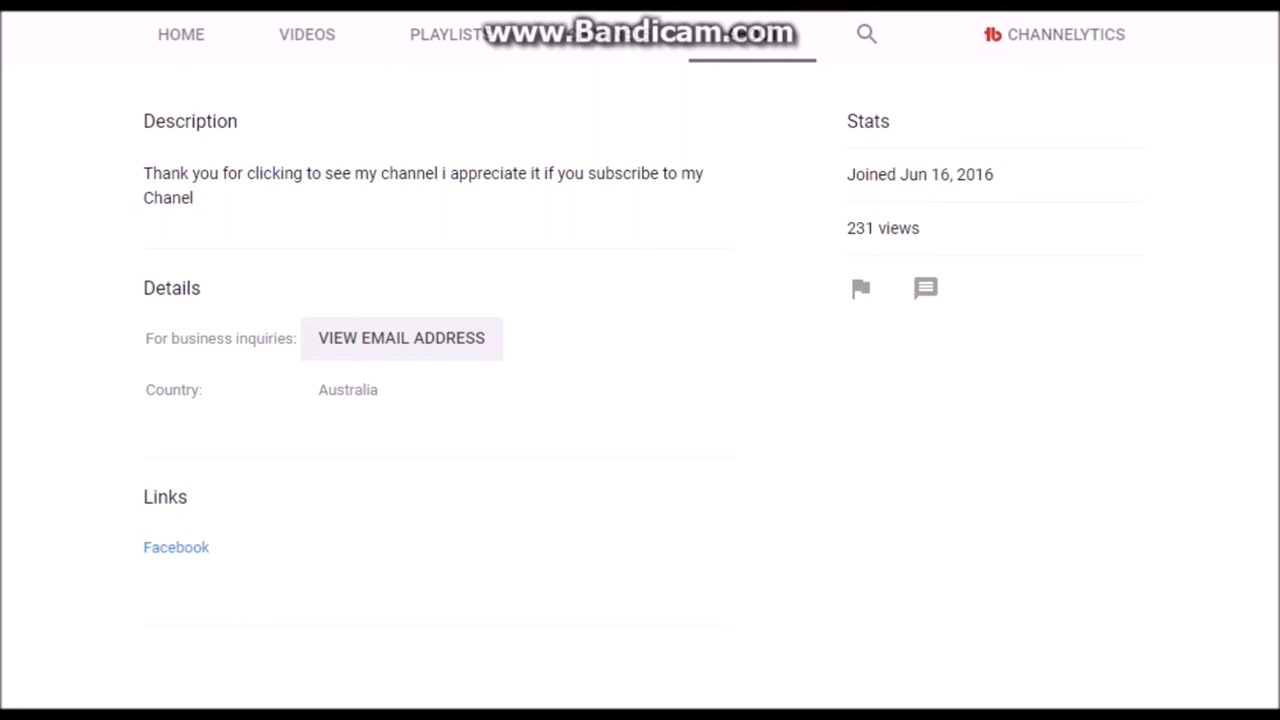 HOME VIDEOS PLAYLISTS www.Bandicam.com CHANNELYTICS
Description
Thank you for clicking to see my channel i appreciate it if you subscribe to my
Chanel
Details
For business inquiries: VIEW EMAIL ADDRESS
Country: Australia
Links
Facebook
Stats
Joined Jun 16, 2016
231 views